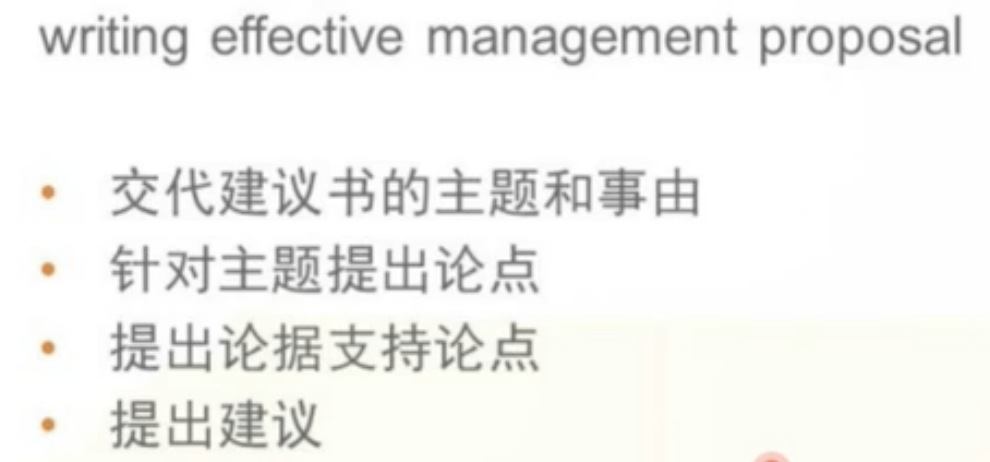 writing effective management proposal
• 交代建议书的主题和事由
• 针对主题提出论点
• 提出论据支持论点
• 提出建议